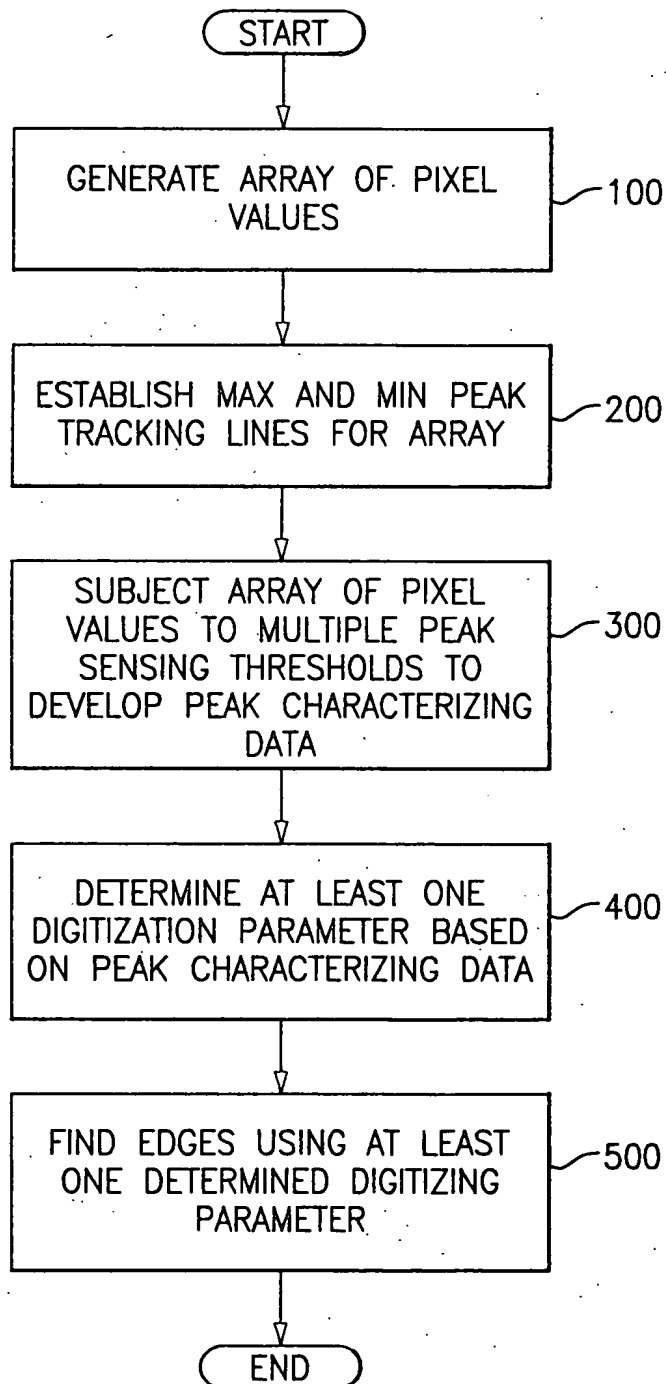 START
GENERATE ARRAY OF PIXEL
VALUES
100
ESTABLISH MAX AND MIN PEAK
TRACKING LINES FOR ARRAY
200
SUBJECT ARRAY OF PIXEL
VALUES TO MULTIPLE PEAK
SENSING THRESHOLDS TO
DEVELOP PEAK CHARACTERIZING
DATA
300
DETERMINE AT LEAST ONE
DIGITIZATION PARAMETER BASED
ON PEAK CHARACTERIZING DATA
400
FIND EDGES USING AT LEAST
ONE DETERMINED DIGITIZING
PARAMETER
500
END